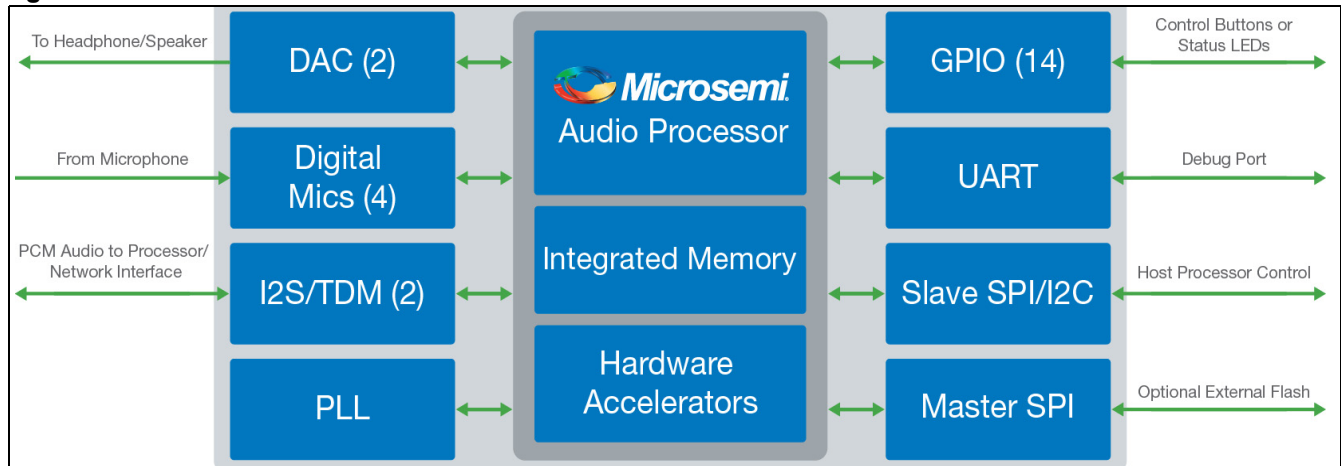 To Headphone/Speaker
DAC (2)
From Microphone
Digital
Mics (4)
PCM Audio to Processor/
Network Interface
I2S/TDM (2)
PLL
Microsemi.
Audio Processor
Integrated Memory
Hardware
Accelerators
GPIO (14)
Control Buttons or
Status LEDs
UART
Debug Port
Slave SPI/I2C
Host Processor Control
Master SPI
Optional External Flash